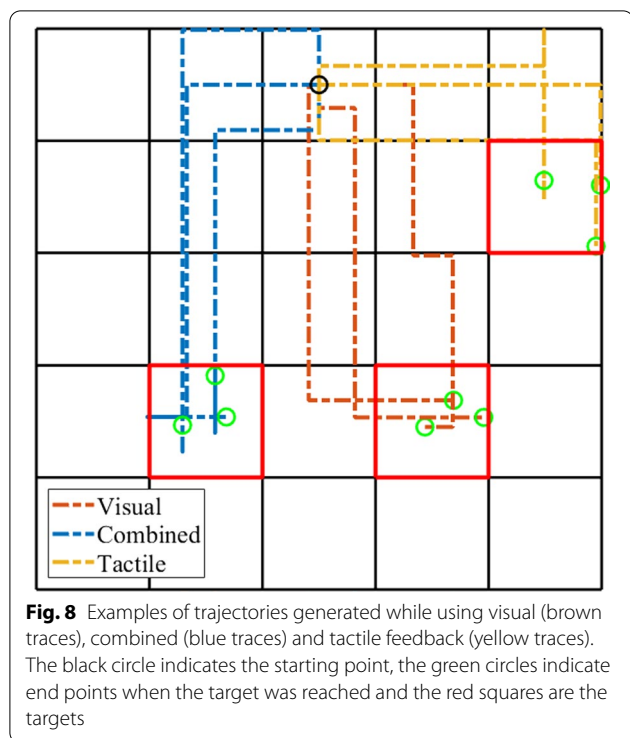 Visual
Combined
Tactile
Fig. 8 Examples of trajectories generated while using visual (brown
traces), combined (blue traces) and tactile feedback (yellow traces).
The black circle indicates the starting point, the green circles indicate
end points when the target was reached and the red squares are the
targets